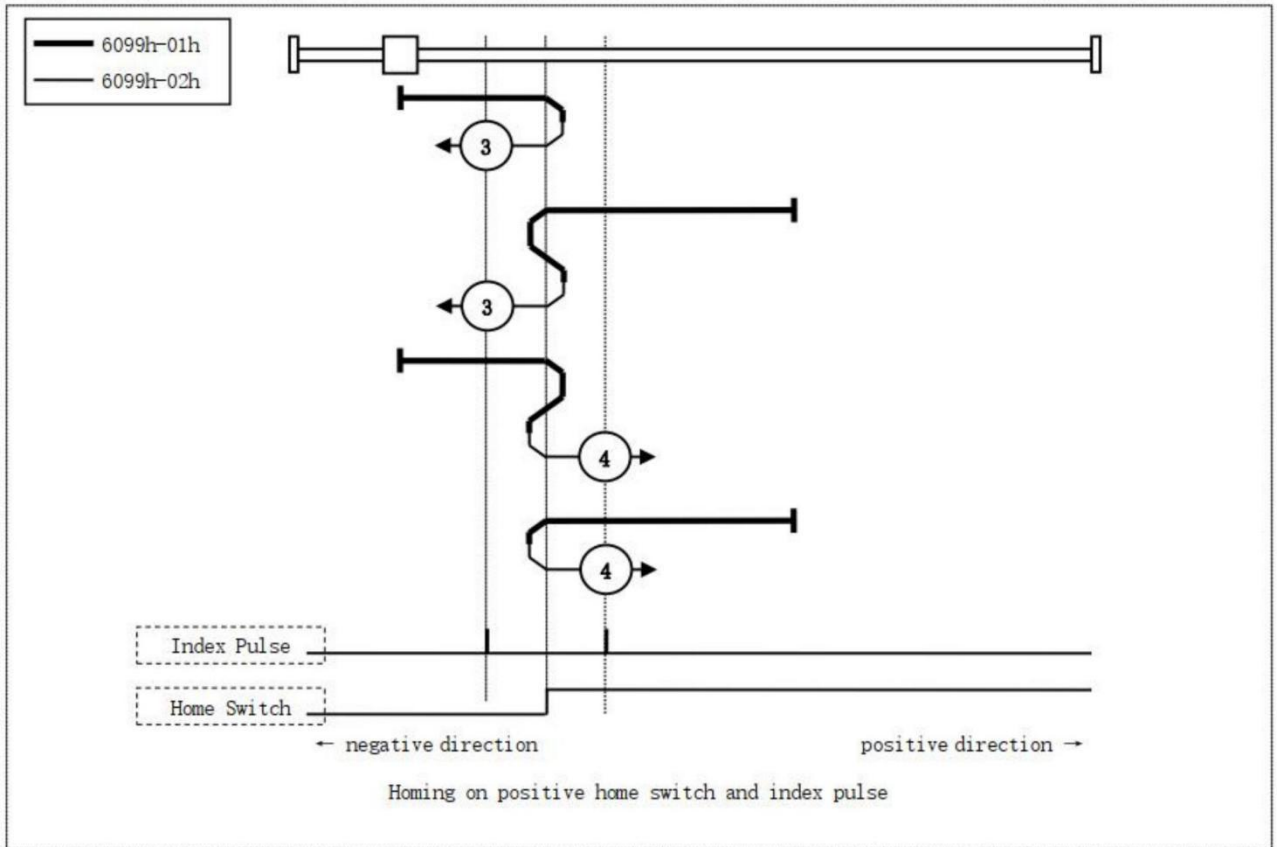 6099h-01h
6099h-02h
3
3
4
4
Index Pulse
Home Switch
← negative direction
positive direction →
Homing on positive home switch and index pulse